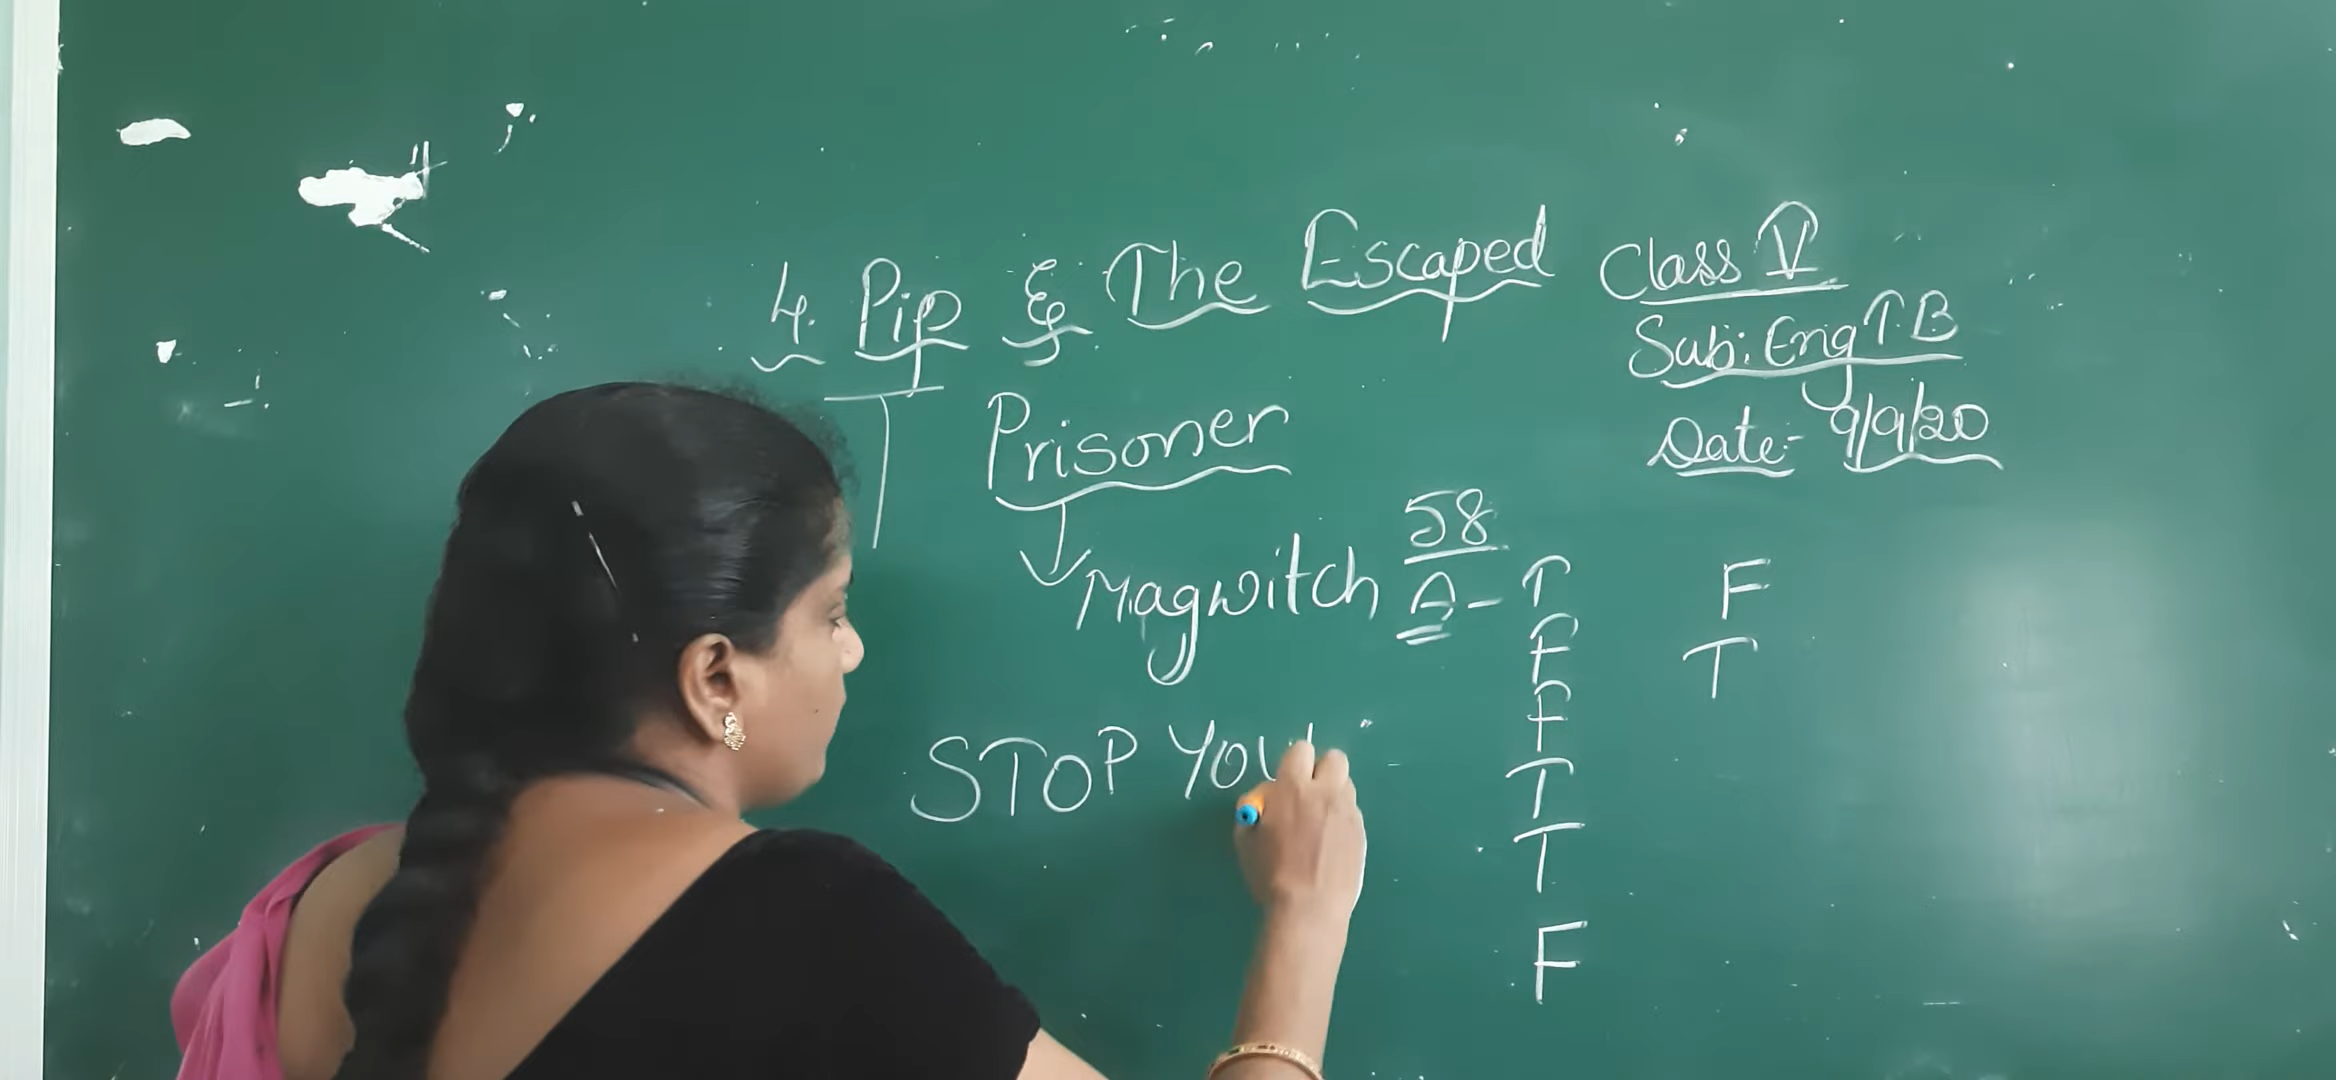 4. Pip & The Escaped
Prisoner
Magwitch
STOP YOU
Class V
Sub: Eng T.B
Date:- 9/9/20
58
A - T
F
F
T
T
F
F
T
T